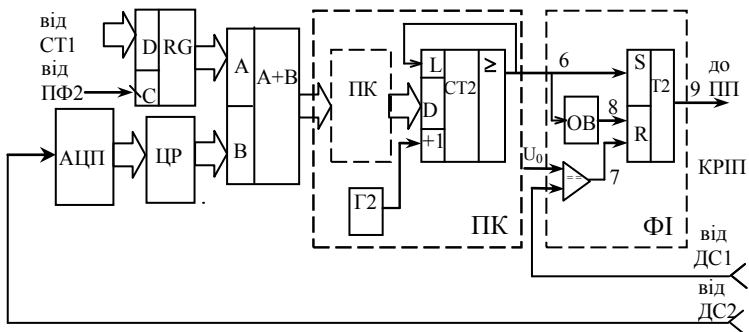 від
СТ1
від
ПФ2
D
RG
C
A
A+B
B
АЦП
ЦР
ПК
L
CT2
≥
D
+1
Г2
ПК
6
S
T2
9
до
ПП
8
ОВ
R
U₀
==
7
КРІП
ФІ
від
ДС1
від
ДС2